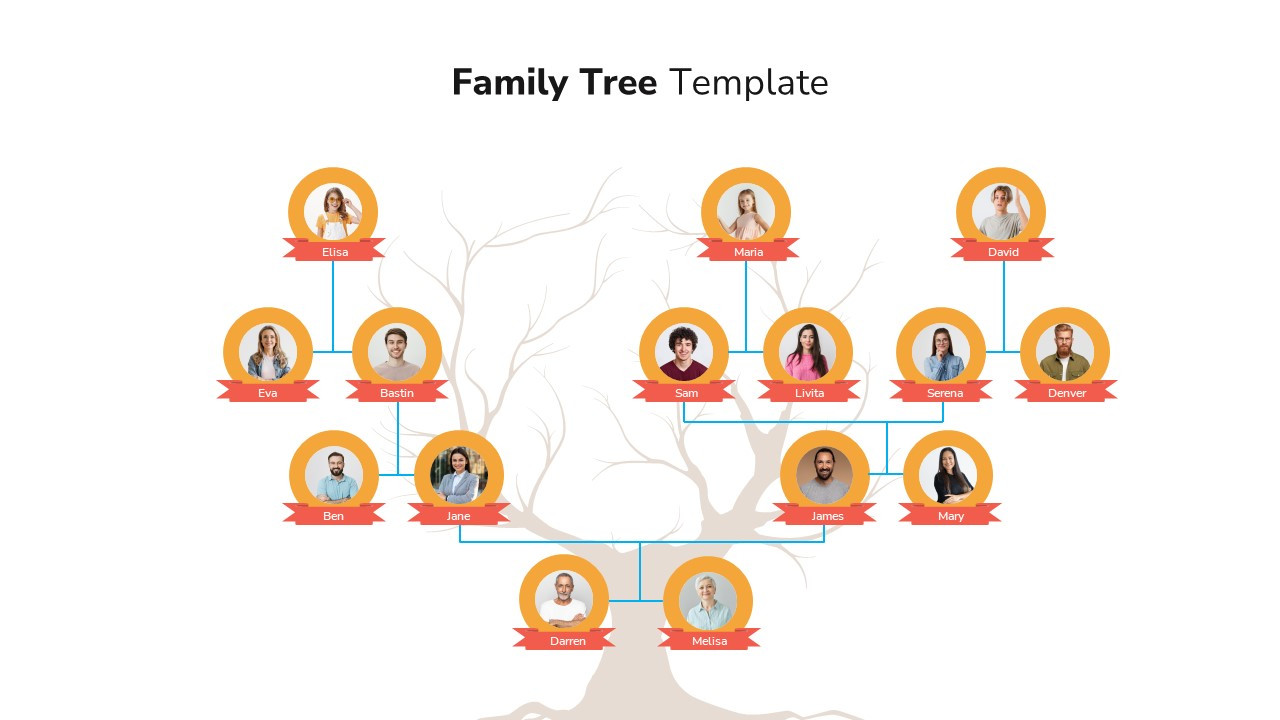 Family Tree Template
Elisa
Maria
David
Eva
Bastin
Sam
Livita
Serena
Denver
Ben
Jane
James
Mary
Darren
Melisa